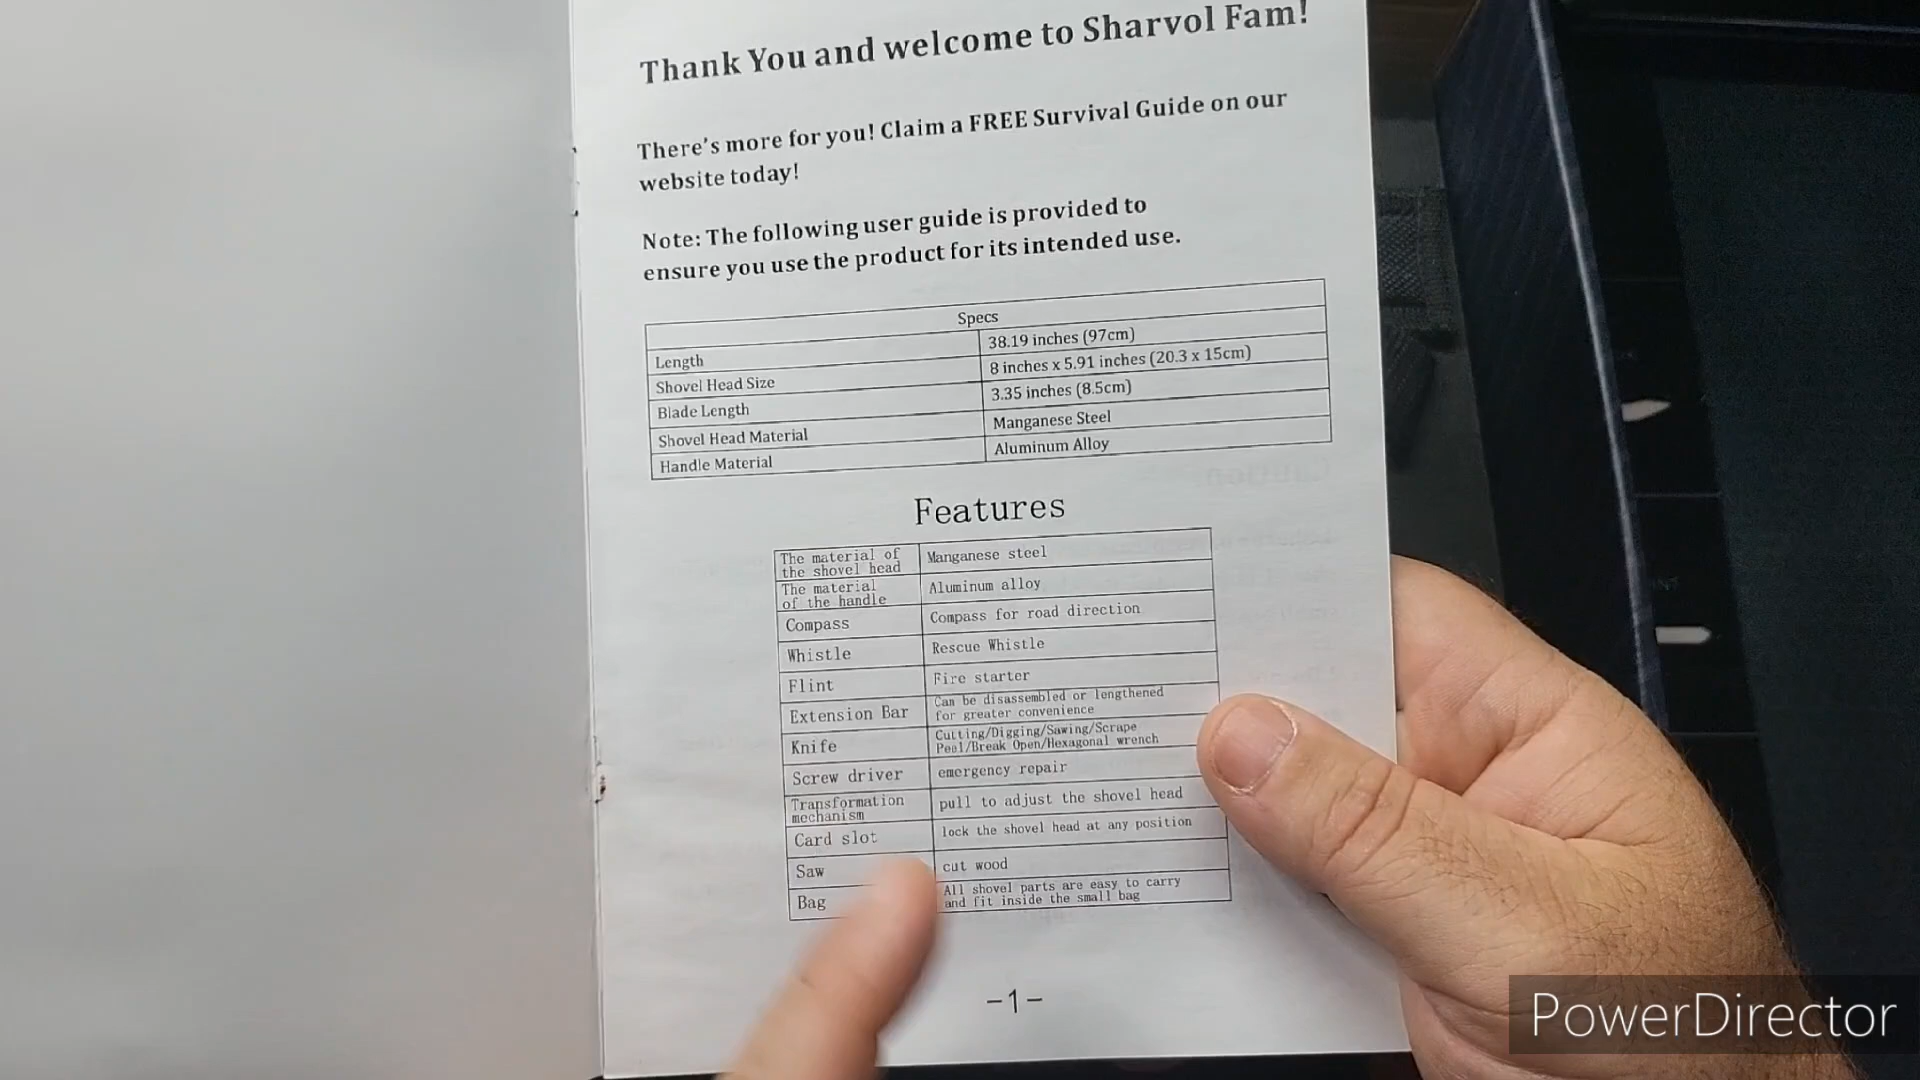 Thank You and welcome to Sharvol Fam!
There's more for you! Claim a FREE Survival Guide on our
website today!
Note: The following user guide is provided to
ensure you use the product for its intended use.
Specs
Length 38.19 inches (97cm)
Shovel Head Size 8 inches x 5.91 inches (20.3 x 15cm)
Blade Length 3.35 inches (8.5cm)
Shovel Head Material Manganese Steel
Handle Material Aluminum Alloy
Features
The material of
the shovel head
Manganese steel
The material
of the handle
Aluminum alloy
Compass Compass for road direction
Whistle Rescue Whistle
Flint Fire starter
Extension Bar
Can be disassembled or lengthened
for greater convenience
Knife
Cutting/Digging/Sawing/Scrape
Peel/Break Open/Hexagonal wrench
Screw driver emergency repair
Transformation
mechanism
pull to adjust the shovel head
Card slot lock the shovel head at any position
Saw cut wood
Bag
All shovel parts are easy to carry
and fit inside the small bag
-1-
PowerDirector